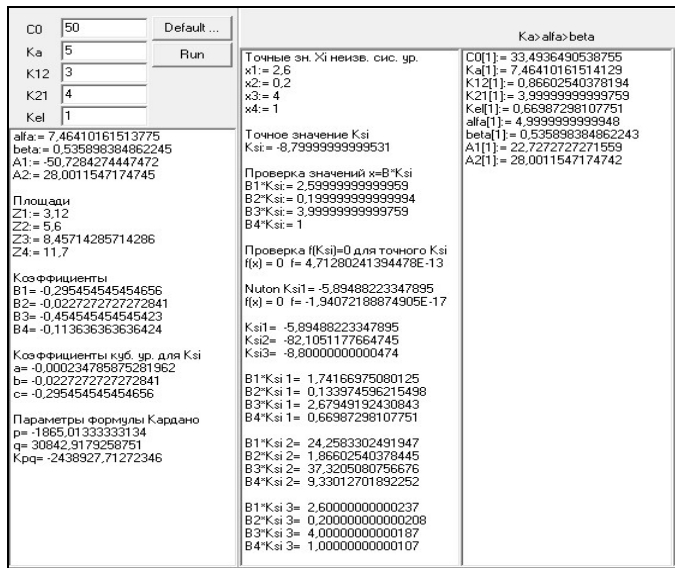 C0 50 Default ...
Ka 5 Run
K12 3
K21 4
Kel 1
alfa:= 7,46410161513775
beta:= 0,535898384862245
A1:= -50,7284274447472
A2:= 28,0011547174745
Площади
Z1:= 3,12
Z2:= 5,6
Z3:= 8,45714285714286
Z4:= 11,7
Коэффициенты
B1= -0,295454545454656
B2= -0,0227272727272841
B3= -0,454545454545423
B4= -0,113636363636424
Коэффициенты куб. ур. для Ksi
a= -0,000234785875281962
b= -0,0227272727272841
c= -0,295454545454656
Параметры формулы Кардано
p= -1865,01333333134
q= 30842,9179258751
Kpq= -2438927,71272346
Точные зн. Xi неизв. сис. ур.
x1:= 2,6
x2:= 0,2
x3:= 4
x4:= 1
Точное значение Ksi
Ksi:= -8,79999999999531
Проверка значений x=B*Ksi
B1*Ksi:= 2,59999999999959
B2*Ksi:= 0,199999999999994
B3*Ksi:= 3,99999999999759
B4*Ksi:= 1
Проверка f(Ksi)=0 для точного Ksi
f(x) = 0 f= 4,71280241394478E-13
Nuton Ksi1= -5,89488223347895
f(x) = 0 f= -1,94072188874905E-17
Ksi1= -5,89488223347895
Ksi2= -82,1051177664745
Ksi3= -8,80000000000474
B1*Ksi 1= 1,74166975080125
B2*Ksi 1= 0,133974596215498
B3*Ksi 1= 2,67949192430843
B4*Ksi 1= 0,66987298107751
B1*Ksi 2= 24,2583302491947
B2*Ksi 2= 1,86602540378445
B3*Ksi 2= 37,3205080756676
B4*Ksi 2= 9,33012701892252
B1*Ksi 3= 2,60000000000237
B2*Ksi 3= 0,200000000000208
B3*Ksi 3= 4,00000000000187
B4*Ksi 3= 1,00000000000107
Ka>alfa>beta
C0[1]:= 33,4936490538755
Ka[1]:= 7,46410161514129
K12[1]:= 0,86602540378194
K21[1]:= 3,99999999999759
Kel[1]:= 0,66987298107751
alfa[1]:= 4,9999999999948
beta[1]:= 0,535898384862243
A1[1]:= 22,7272727271559
A2[1]:= 28,0011547174742